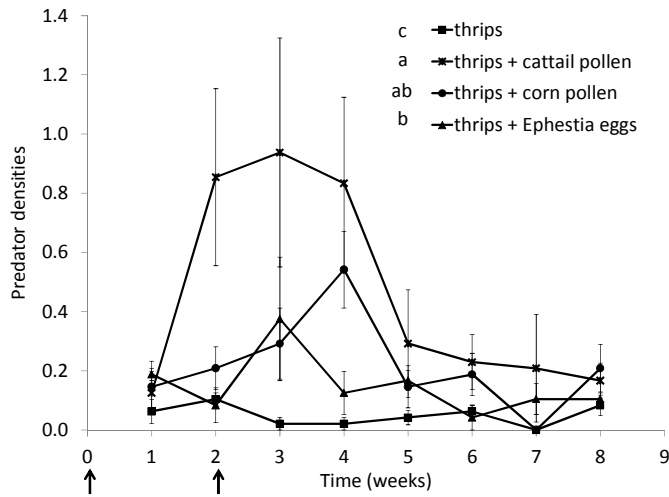 1.4
1.2
1.0
0.8
0.6
0.4
0.2
0.0
Predator densities
c thrips
a thrips + cattail pollen
ab thrips + corn pollen
b thrips + Ephestia eggs
0 1 2 3 4 5 6 7 8 9
Time (weeks)